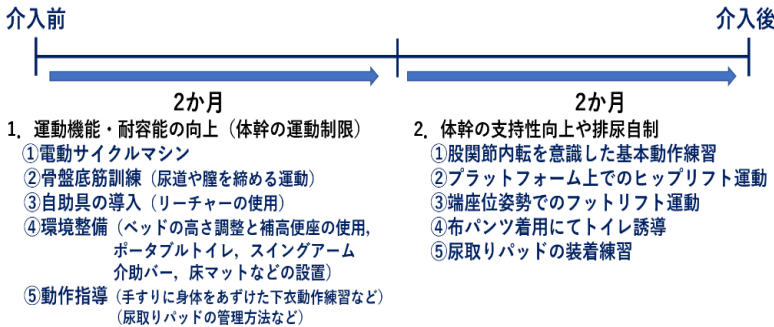 介入前
介入後
2か月
2か月
1．運動機能・耐容能の向上（体幹の運動制限）
①電動サイクルマシン
②骨盤底筋訓練（尿道や膣を締める運動）
③自助具の導入（リーチャーの使用）
④環境整備（ベッドの高さ調整と補高便座の使用，
ポータブルトイレ，スイングアーム
介助バー，床マットなどの設置）
⑤動作指導（手すりに身体をあずけた下衣動作練習など）
（尿取りパッドの管理方法など）
2．体幹の支持性向上や排尿自制
①股関節内転を意識した基本動作練習
②プラットフォーム上でのヒップリフト運動
③端座位姿勢でのフットリフト運動
④布パンツ着用にてトイレ誘導
⑤尿取りパッドの装着練習